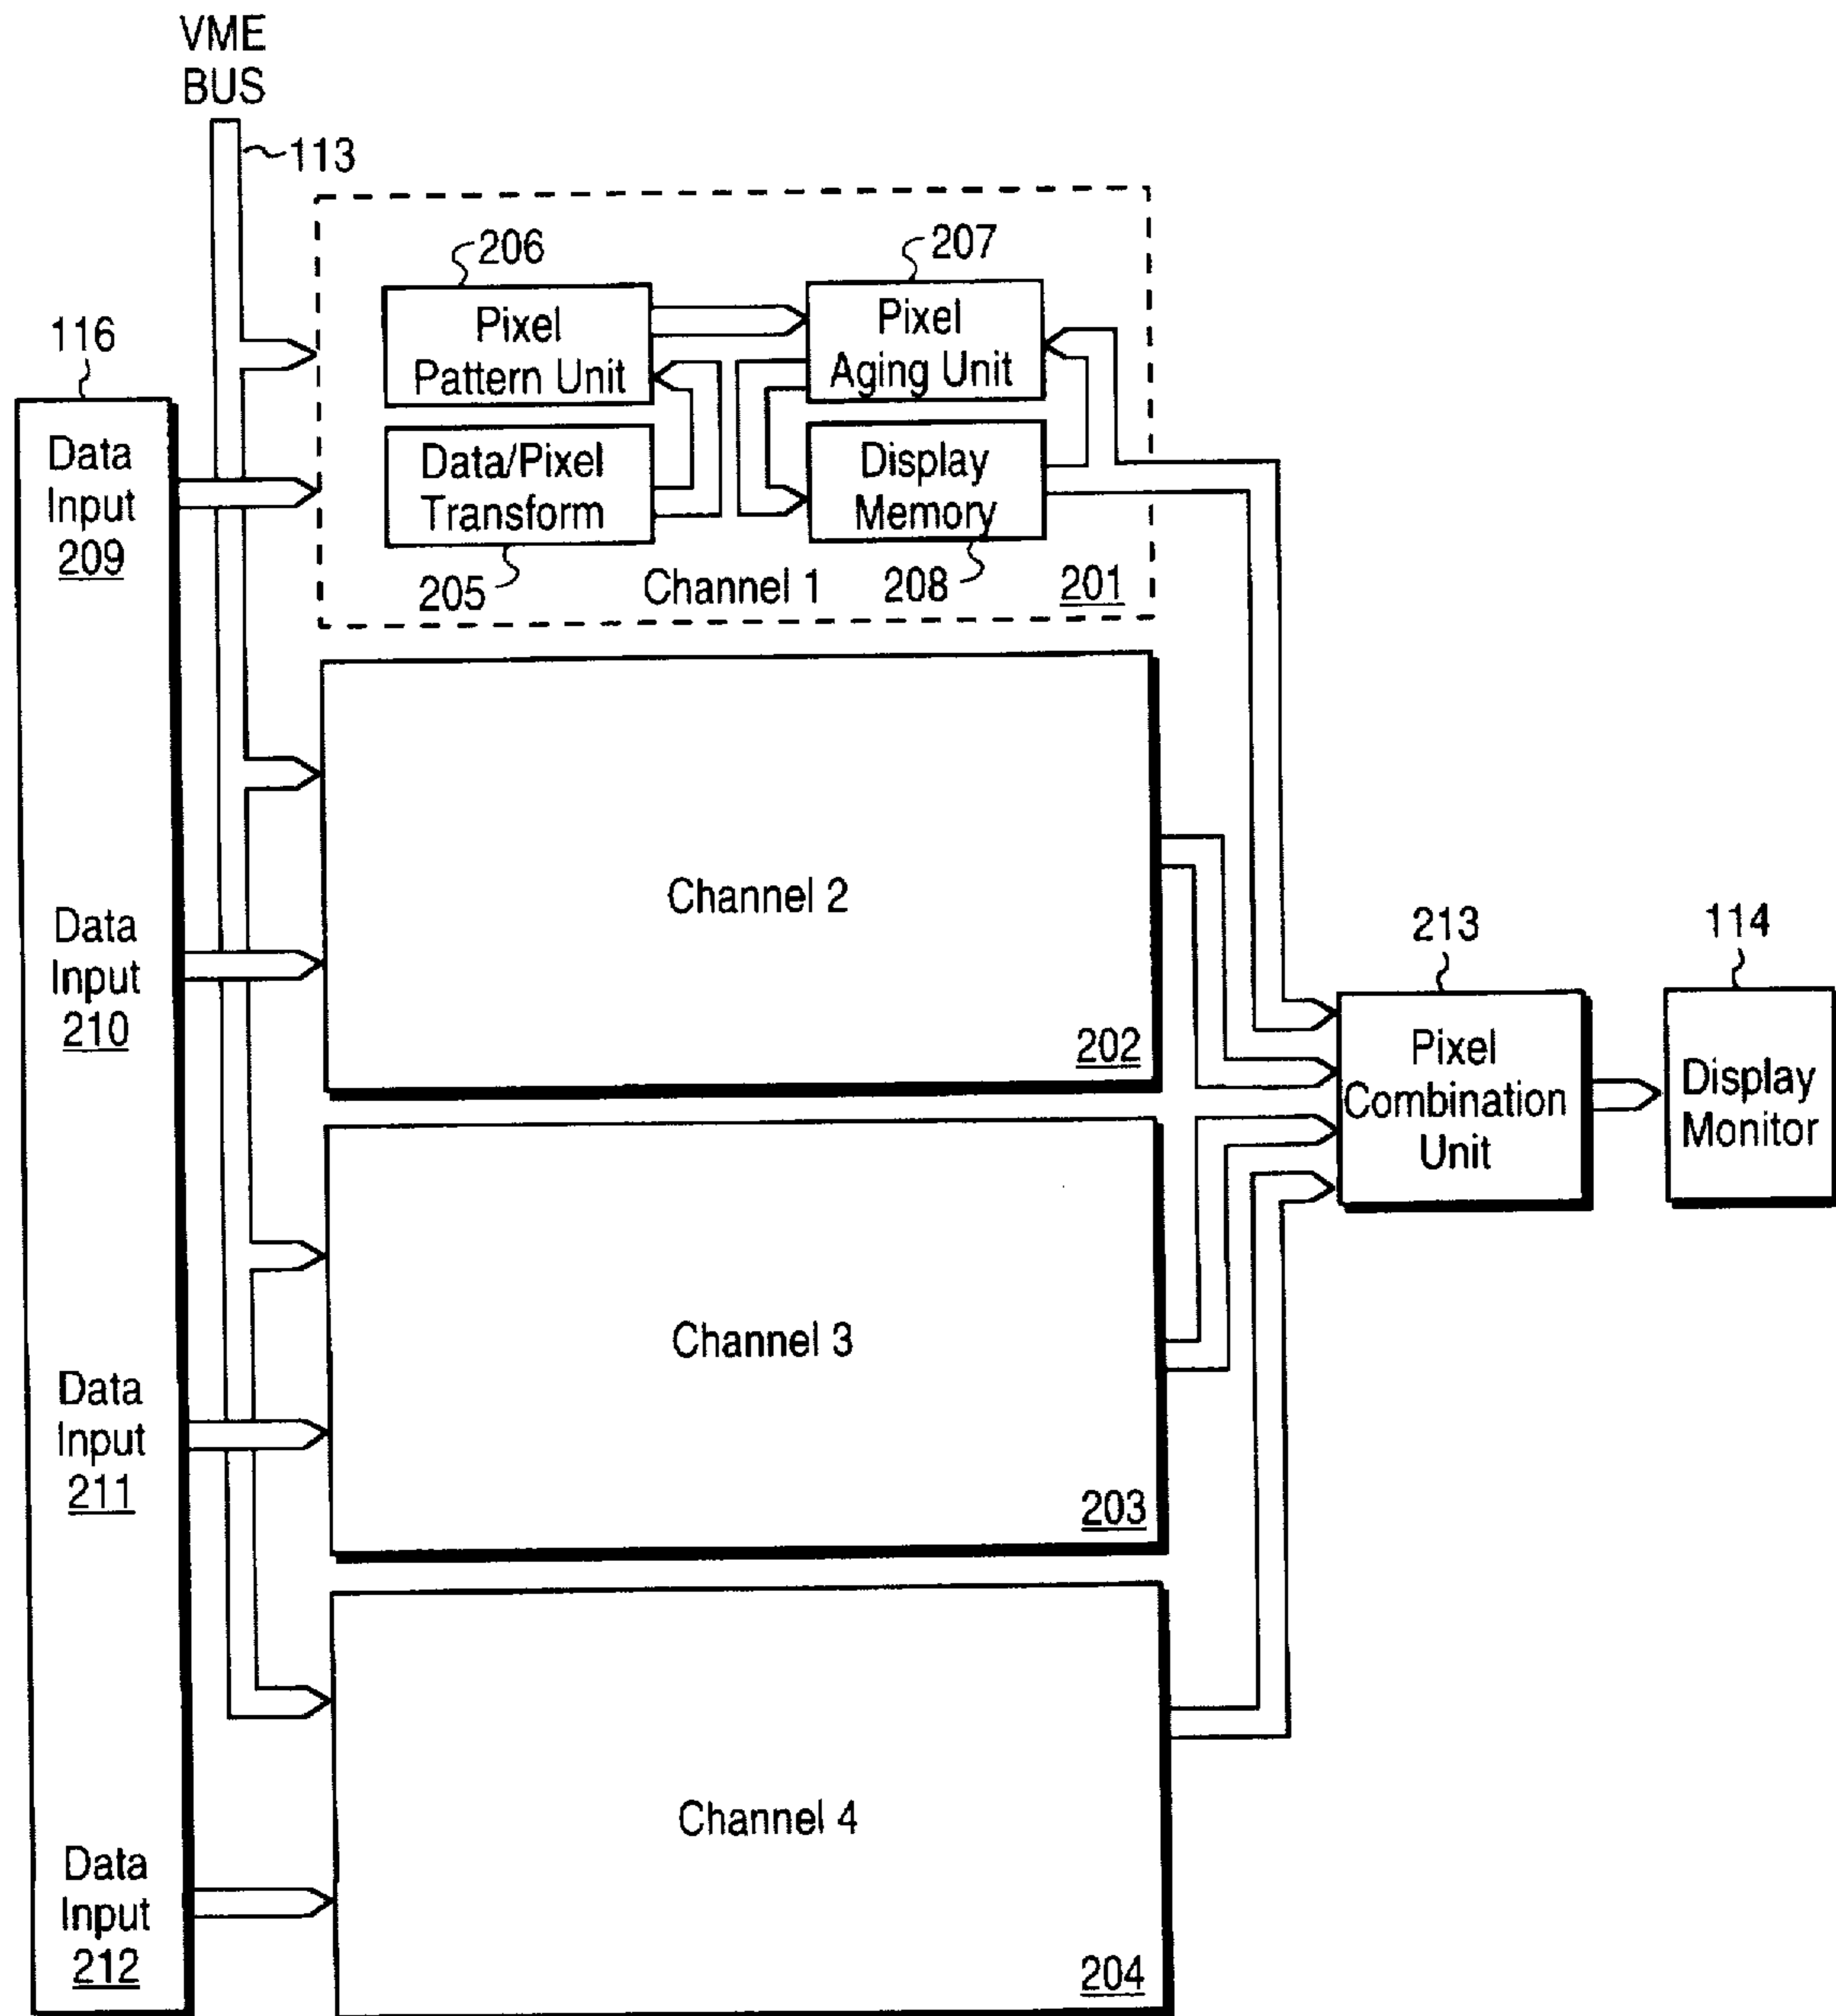 VME
BUS
113
116
Data
Input
209
Data
Input
210
Data
Input
211
Data
Input
212
206
Pixel
Pattern Unit
207
Pixel
Aging Unit
Data/Pixel
Transform
205
Display
Memory
208
Channel 1
201
Channel 2
202
Channel 3
203
Channel 4
204
213
Pixel
Combination
Unit
114
Display
Monitor